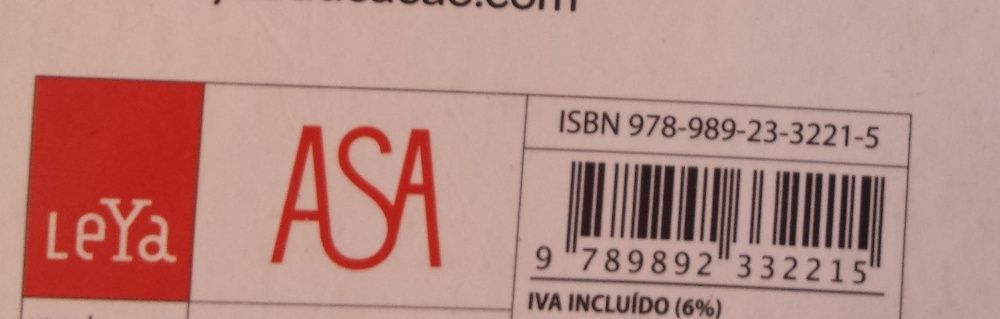 LeYa
ASA
ISBN 978-989-23-3221-5
9 789892 332215
IVA INCLUÍDO (6%)